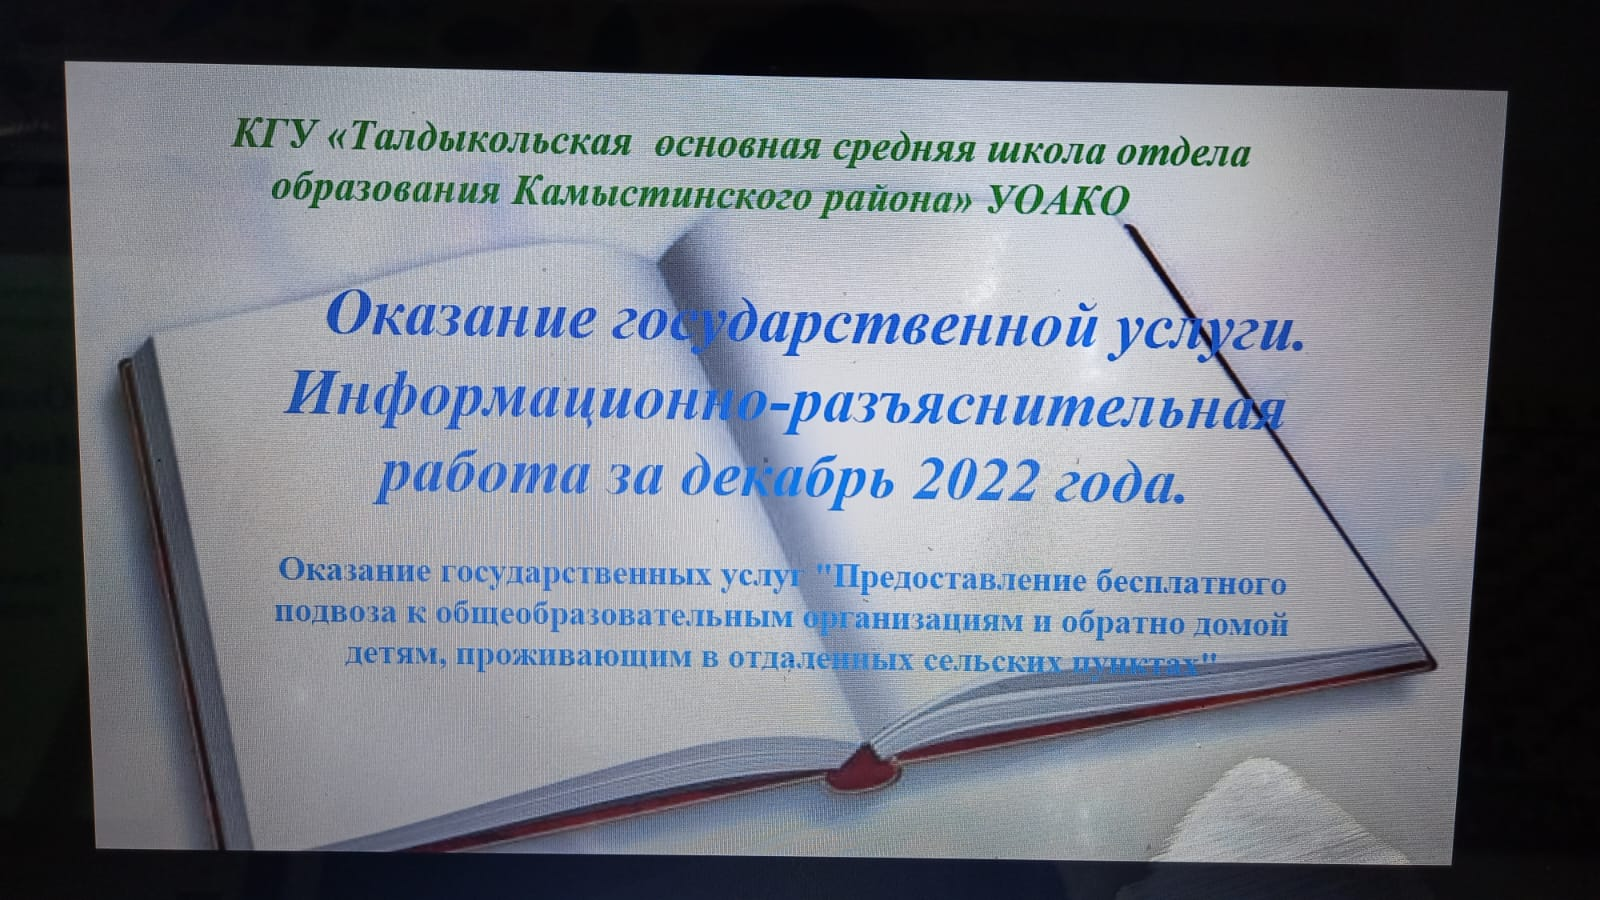 КГУ «Талдыкольская основная средняя школа отдела
образования Камыстинского района» УОАКО
Оказание государственной услуги.
Информационно-разъяснительная
работа за декабрь 2022 года.
Оказание государственных услуг "Предоставление бесплатного
подвоза к общеобразовательным организациям и обратно домой
детям, проживающим в отдаленных сельских пунктах"